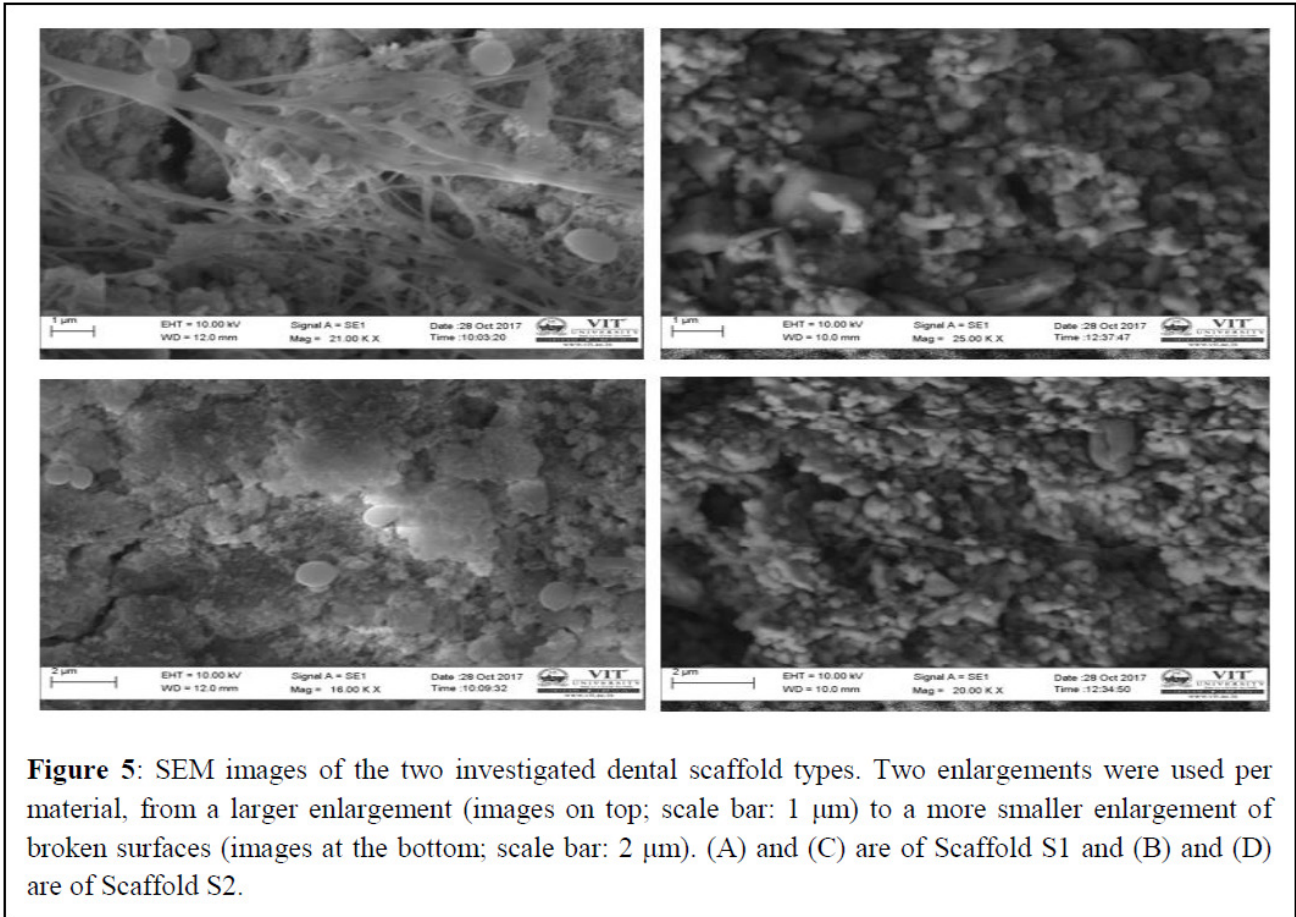 1 µm
EHT = 10.00 kV
WD = 12.0 mm
Signal A = SE1
Mag = 21.00 K X
Date :28 Oct 2017
Time :10:03:20
VIT
UNIVERSITY
1 µm
EHT = 10.00 kV
WD = 10.0 mm
Signal A = SE1
Mag = 25.00 K X
Date :28 Oct 2017
Time :12:37:47
VIT
UNIVERSITY
2 µm
EHT = 10.00 kV
WD = 12.0 mm
Signal A = SE1
Mag = 16.00 K X
Date :28 Oct 2017
Time :10:09:32
VIT
UNIVERSITY
2 µm
EHT = 10.00 kV
WD = 10.0 mm
Signal A = SE1
Mag = 20.00 K X
Date :28 Oct 2017
Time :12:34:50
VIT
UNIVERSITY
Figure 5: SEM images of the two investigated dental scaffold types. Two enlargements were used per
material, from a larger enlargement (images on top; scale bar: 1 µm) to a more smaller enlargement of
broken surfaces (images at the bottom; scale bar: 2 µm). (A) and (C) are of Scaffold S1 and (B) and (D)
are of Scaffold S2.